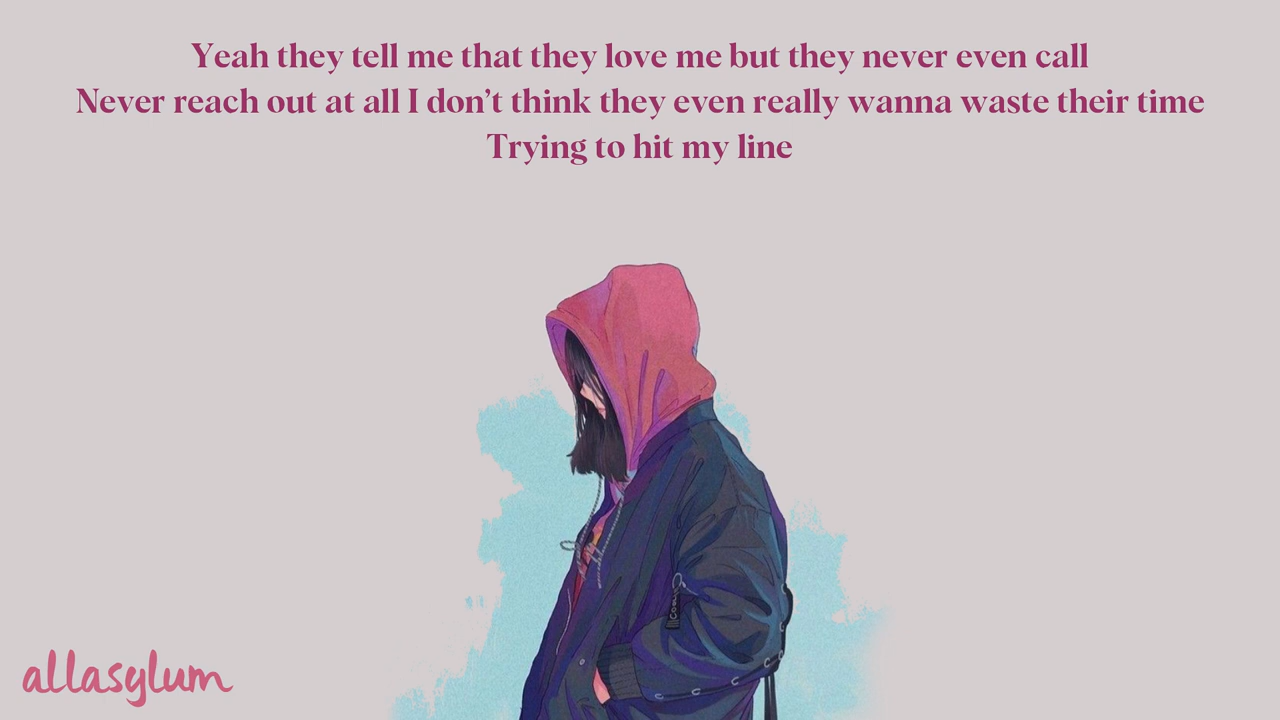 Yeah they tell me that they love me but they never even call
Never reach out at all I don't think they even really wanna waste their time
Trying to hit my line
allasylum